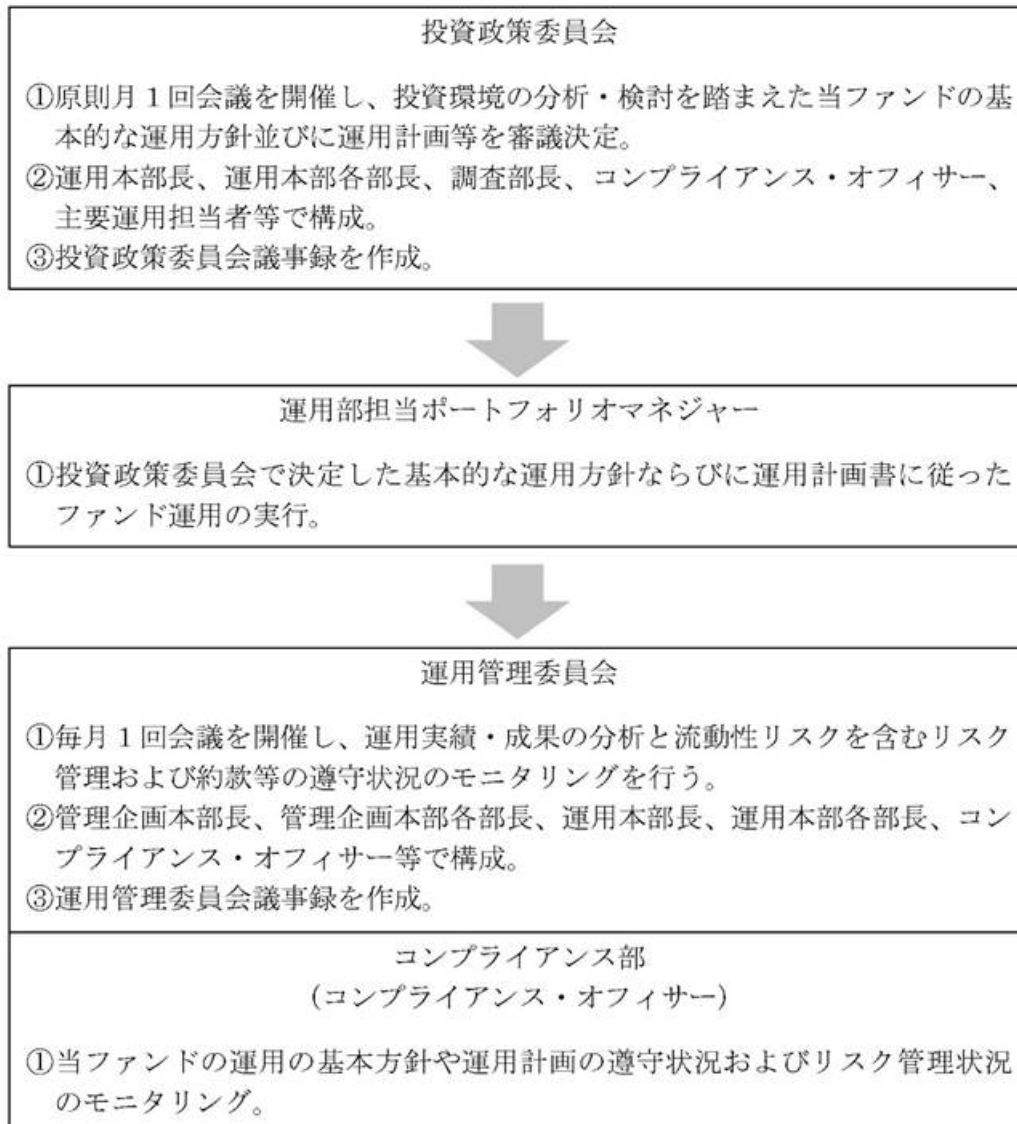 投資政策委員会
①原則月１回会議を開催し、投資環境の分析・検討を踏まえた当ファンドの基
本的な運用方針並びに運用計画等を審議決定。
②運用本部長、運用本部各部長、調査部長、コンプライアンス・オフィサー、
主要運用担当者等で構成。
③投資政策委員会議事録を作成。
運用部担当ポートフォリオマネジャー
①投資政策委員会で決定した基本的な運用方針ならびに運用計画書に従った
ファンド運用の実行。
運用管理委員会
①毎月１回会議を開催し、運用実績・成果の分析と流動性リスクを含むリスク
管理および約款等の遵守状況のモニタリングを行う。
②管理企画本部長、管理企画本部各部長、運用本部長、運用本部各部長、コン
プライアンス・オフィサー等で構成。
③運用管理委員会議事録を作成。
コンプライアンス部
（コンプライアンス・オフィサー）
①当ファンドの運用の基本方針や運用計画の遵守状況およびリスク管理状況
のモニタリング。